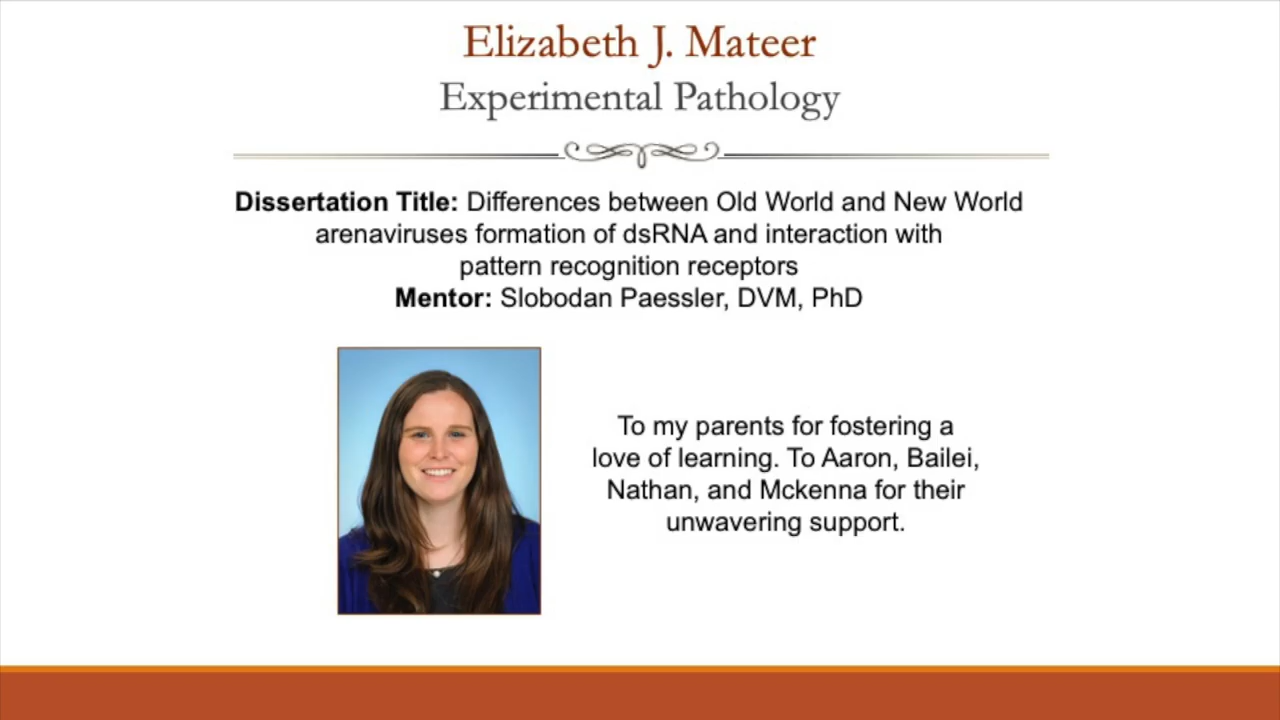 Elizabeth J. Mateer
Experimental Pathology
Dissertation Title: Differences between Old World and New World
arenaviruses formation of dsRNA and interaction with
pattern recognition receptors
Mentor: Slobodan Paessler, DVM, PhD
To my parents for fostering a
love of learning. To Aaron, Bailei,
Nathan, and Mckenna for their
unwavering support.